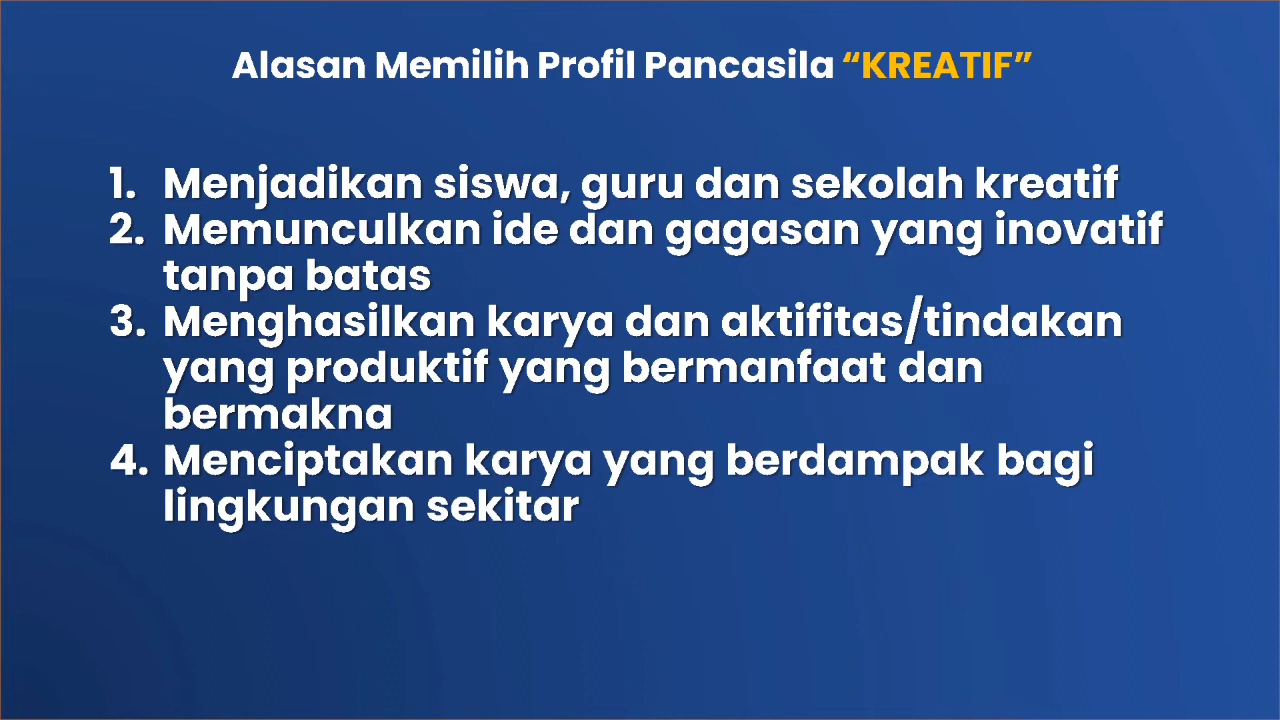 Alasan Memilih Profil Pancasila “KREATIF”
1. Menjadikan siswa, guru dan sekolah kreatif
2. Memunculkan ide dan gagasan yang inovatif
tanpa batas
3. Menghasilkan karya dan aktifitas/tindakan
yang produktif yang bermanfaat dan
bermakna
4. Menciptakan karya yang berdampak bagi
lingkungan sekitar